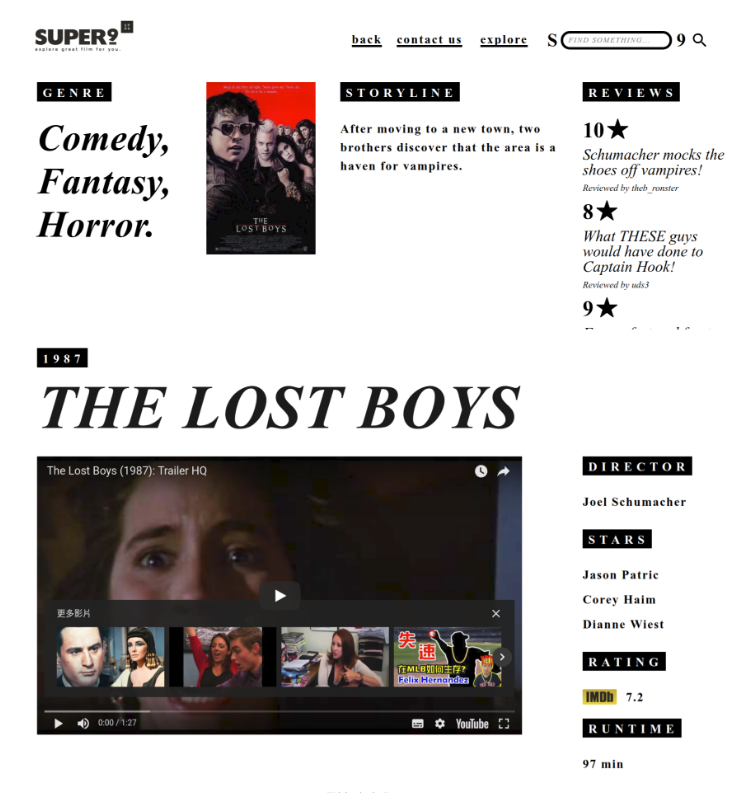 SUPER9
explore great film for you.
back
contact us
explore
S
FIND SOMETHING...
9
GENRE
Comedy,
Fantasy,
Horror.
THE
LOST BOYS
STORYLINE
After moving to a new town, two
brothers discover that the area is a
haven for vampires.
REVIEWS
10★
Schumacher mocks the
shoes off vampires!
Reviewed by theb_ronster
8★
What THESE guys
would have done to
Captain Hook!
Reviewed by uds3
9★
1987
THE LOST BOYS
The Lost Boys (1987): Trailer HQ
更多影片
失
速
在MLB如何生存?
Felix Hernandez
0:00 / 1:27
YouTube
DIRECTOR
Joel Schumacher
STARS
Jason Patric
Corey Haim
Dianne Wiest
RATING
IMDb 7.2
RUNTIME
97 min